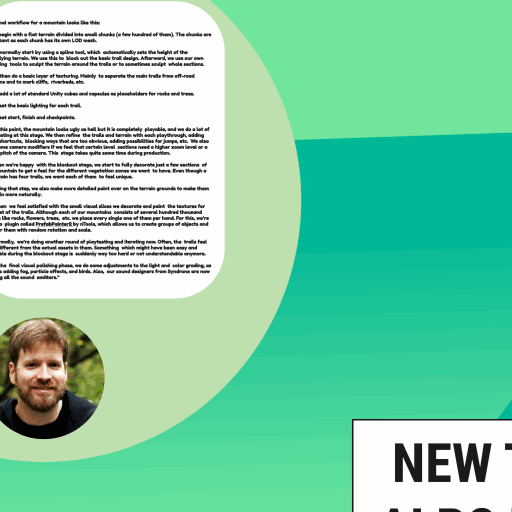 nel workflow for a mountain looks like this:
begin with a flat terrain divided into small chunks (a few hundred of them). The chunks are
tant as each chunk has its own LOD mesh.
normally start by using a spline tool, which automatically sets the height of the
lying terrain. We use this to block out the basic trail design. Afterward, we use our own
ing tools to sculpt the terrain around the trails or to sometimes sculpt whole sections.
then do a basic layer of texturing. Mainly to seperate the main trails from off-road
ns and to mark cliffs, riverbeds, etc.
add a lot of standard Unity cubes and capsules as placeholders for rocks and trees.
set the basic lighting for each trail.
set start, finish and checkpoints.
this point, the mountain looks ugly as hell but it is completely playable, and we do a lot of
esting at this stage. We then refine the trails and terrain with each playthrough, adding
shortcuts, blocking ways that are too obvious, adding possibilities for jumps, etc. We also
ome camera modifiers if we feel that certain level sections need a higher zoom level or a
pitch of the camera. This stage takes quite some time during production.
en we're happy with the blockout stage, we start to fully decorate just a few sections of
ountain to get a feel for the different vegetation zones we want to have. Even though a
tain has four trails, we want each of them to feel unique.
ing that step, we also make more detailed paint over on the terrain grounds to make them
in more naturally.
hen we feel satisfied with the small slices we decorate and paint the textures for
st of the trails. Although each of our mountains consists of several hundred thousand
s like rocks, flowers, trees, etc. we place every single one of them per hand. For this, we're
a plugin called PrefabPainter2 by nTools, which allows us to create groups of objects and
r them with random rotation and scale.
rmally, we're doing another round of playtesting and iterating now. Often, the trails feel
different from the actual assets in them. Something which might have been easy and
ble during the blockout stage is suddenly way too hard or not understandable anymore.
the final visual polishing phase, we do some adjustments to the light and color grading, as
s adding fog, particle effects, and birds. Also, our sound designers from Syndrone are now
g all the sound emitters."
NEW